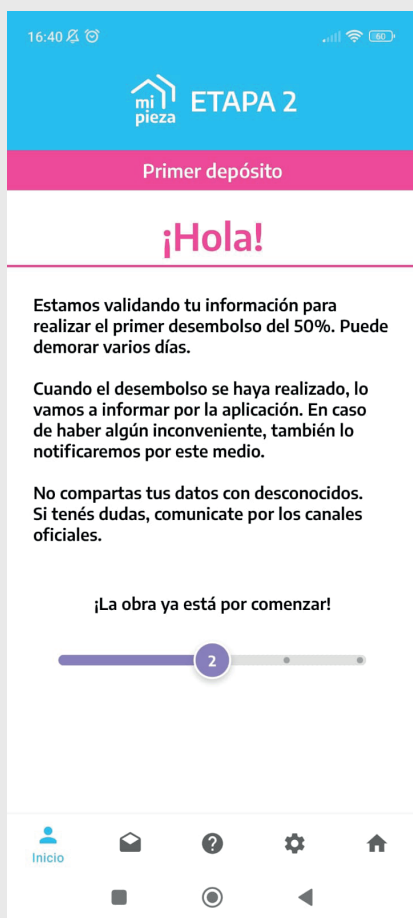 16:40
60
mi
pieza
ETAPA 2
Primer depósito
¡Hola!
Estamos validando tu información para
realizar el primer desembolso del 50%. Puede
demorar varios días.
Cuando el desembolso se haya realizado, lo
vamos a informar por la aplicación. En caso
de haber algún inconveniente, también lo
notificaremos por este medio.
No compartas tus datos con desconocidos.
Si tenés dudas, comunicate por los canales
oficiales.
¡La obra ya está por comenzar!
2
Inicio